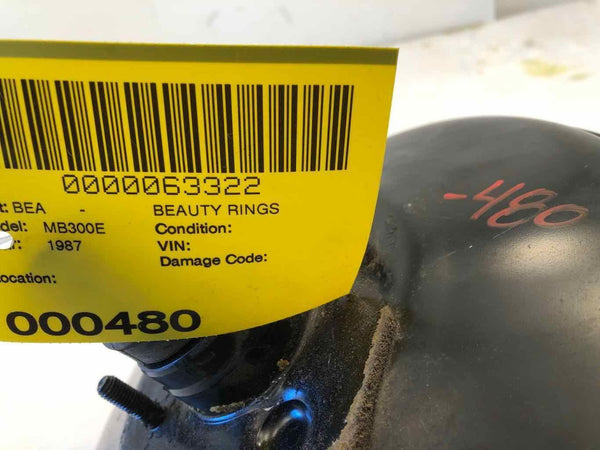 0000063322
t: BEA - BEAUTY RINGS
del: MB300E Condition:
r: 1987 VIN:
Damage Code:
ocation:
000480
-480